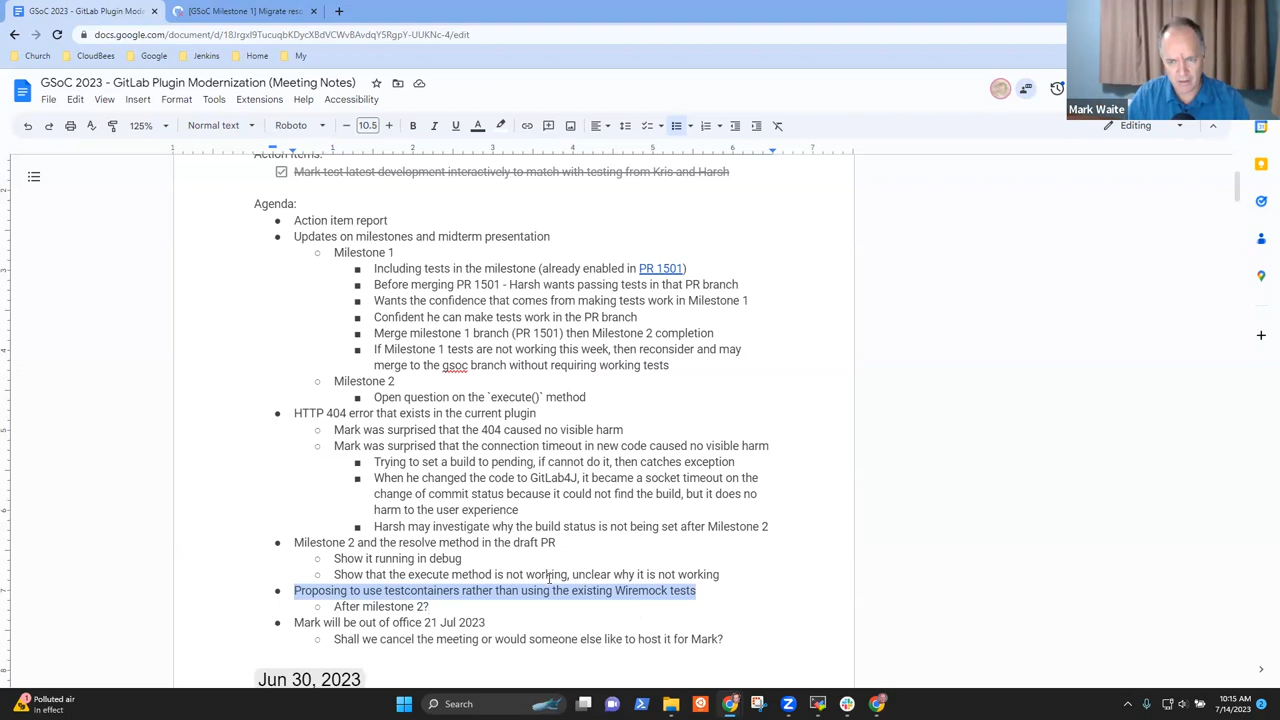 GSoC 2023 - GitLab Plugin Mode
[GSoC Milestone 1] Migrate reso
docs.google.com/document/d/18JrgxI9TucuqbKDycXBdVCWvBAvdqY5RgpY-UUKNc-4/edit
Church
CloudBees
Google
Jenkins
Hop
My
GSoC 2023 - GitLab Plugin Modernization (Meeting Notes)
File Edit View Insert Format Tools Extensions Help Accessibility
125%
Normal text
Roboto
10.5
Mark Waite
Editing
1 1 2 3 4 5 6 7
Action Items:
Mark test latest development interactively to match with testing from Kris and Harsh
Agenda:
● Action item report
● Updates on milestones and midterm presentation
○ Milestone 1
■ Including tests in the milestone (already enabled in PR 1501)
■ Before merging PR 1501 - Harsh wants passing tests in that PR branch
■ Wants the confidence that comes from making tests work in Milestone 1
■ Confident he can make tests work in the PR branch
■ Merge milestone 1 branch (PR 1501) then Milestone 2 completion
■ If Milestone 1 tests are not working this week, then reconsider and may
merge to the gsoc branch without requiring working tests
○ Milestone 2
■ Open question on the `execute()` method
● HTTP 404 error that exists in the current plugin
○ Mark was surprised that the 404 caused no visible harm
○ Mark was surprised that the connection timeout in new code caused no visible harm
■ Trying to set a build to pending, if cannot do it, then catches exception
■ When he changed the code to GitLab4J, it became a socket timeout on the
change of commit status because it could not find the build, but it does no
harm to the user experience
■ Harsh may investigate why the build status is not being set after Milestone 2
● Milestone 2 and the resolve method in the draft PR
○ Show it running in debug
○ Show that the execute method is not working, unclear why it is not working
● Proposing to use testcontainers rather than using the existing Wiremock tests
○ After milestone 2?
● Mark will be out of office 21 Jul 2023
○ Shall we cancel the meeting or would someone else like to host it for Mark?
Jun 30, 2023
Polluted air
In effect
Search
10:15 AM
7/14/2023